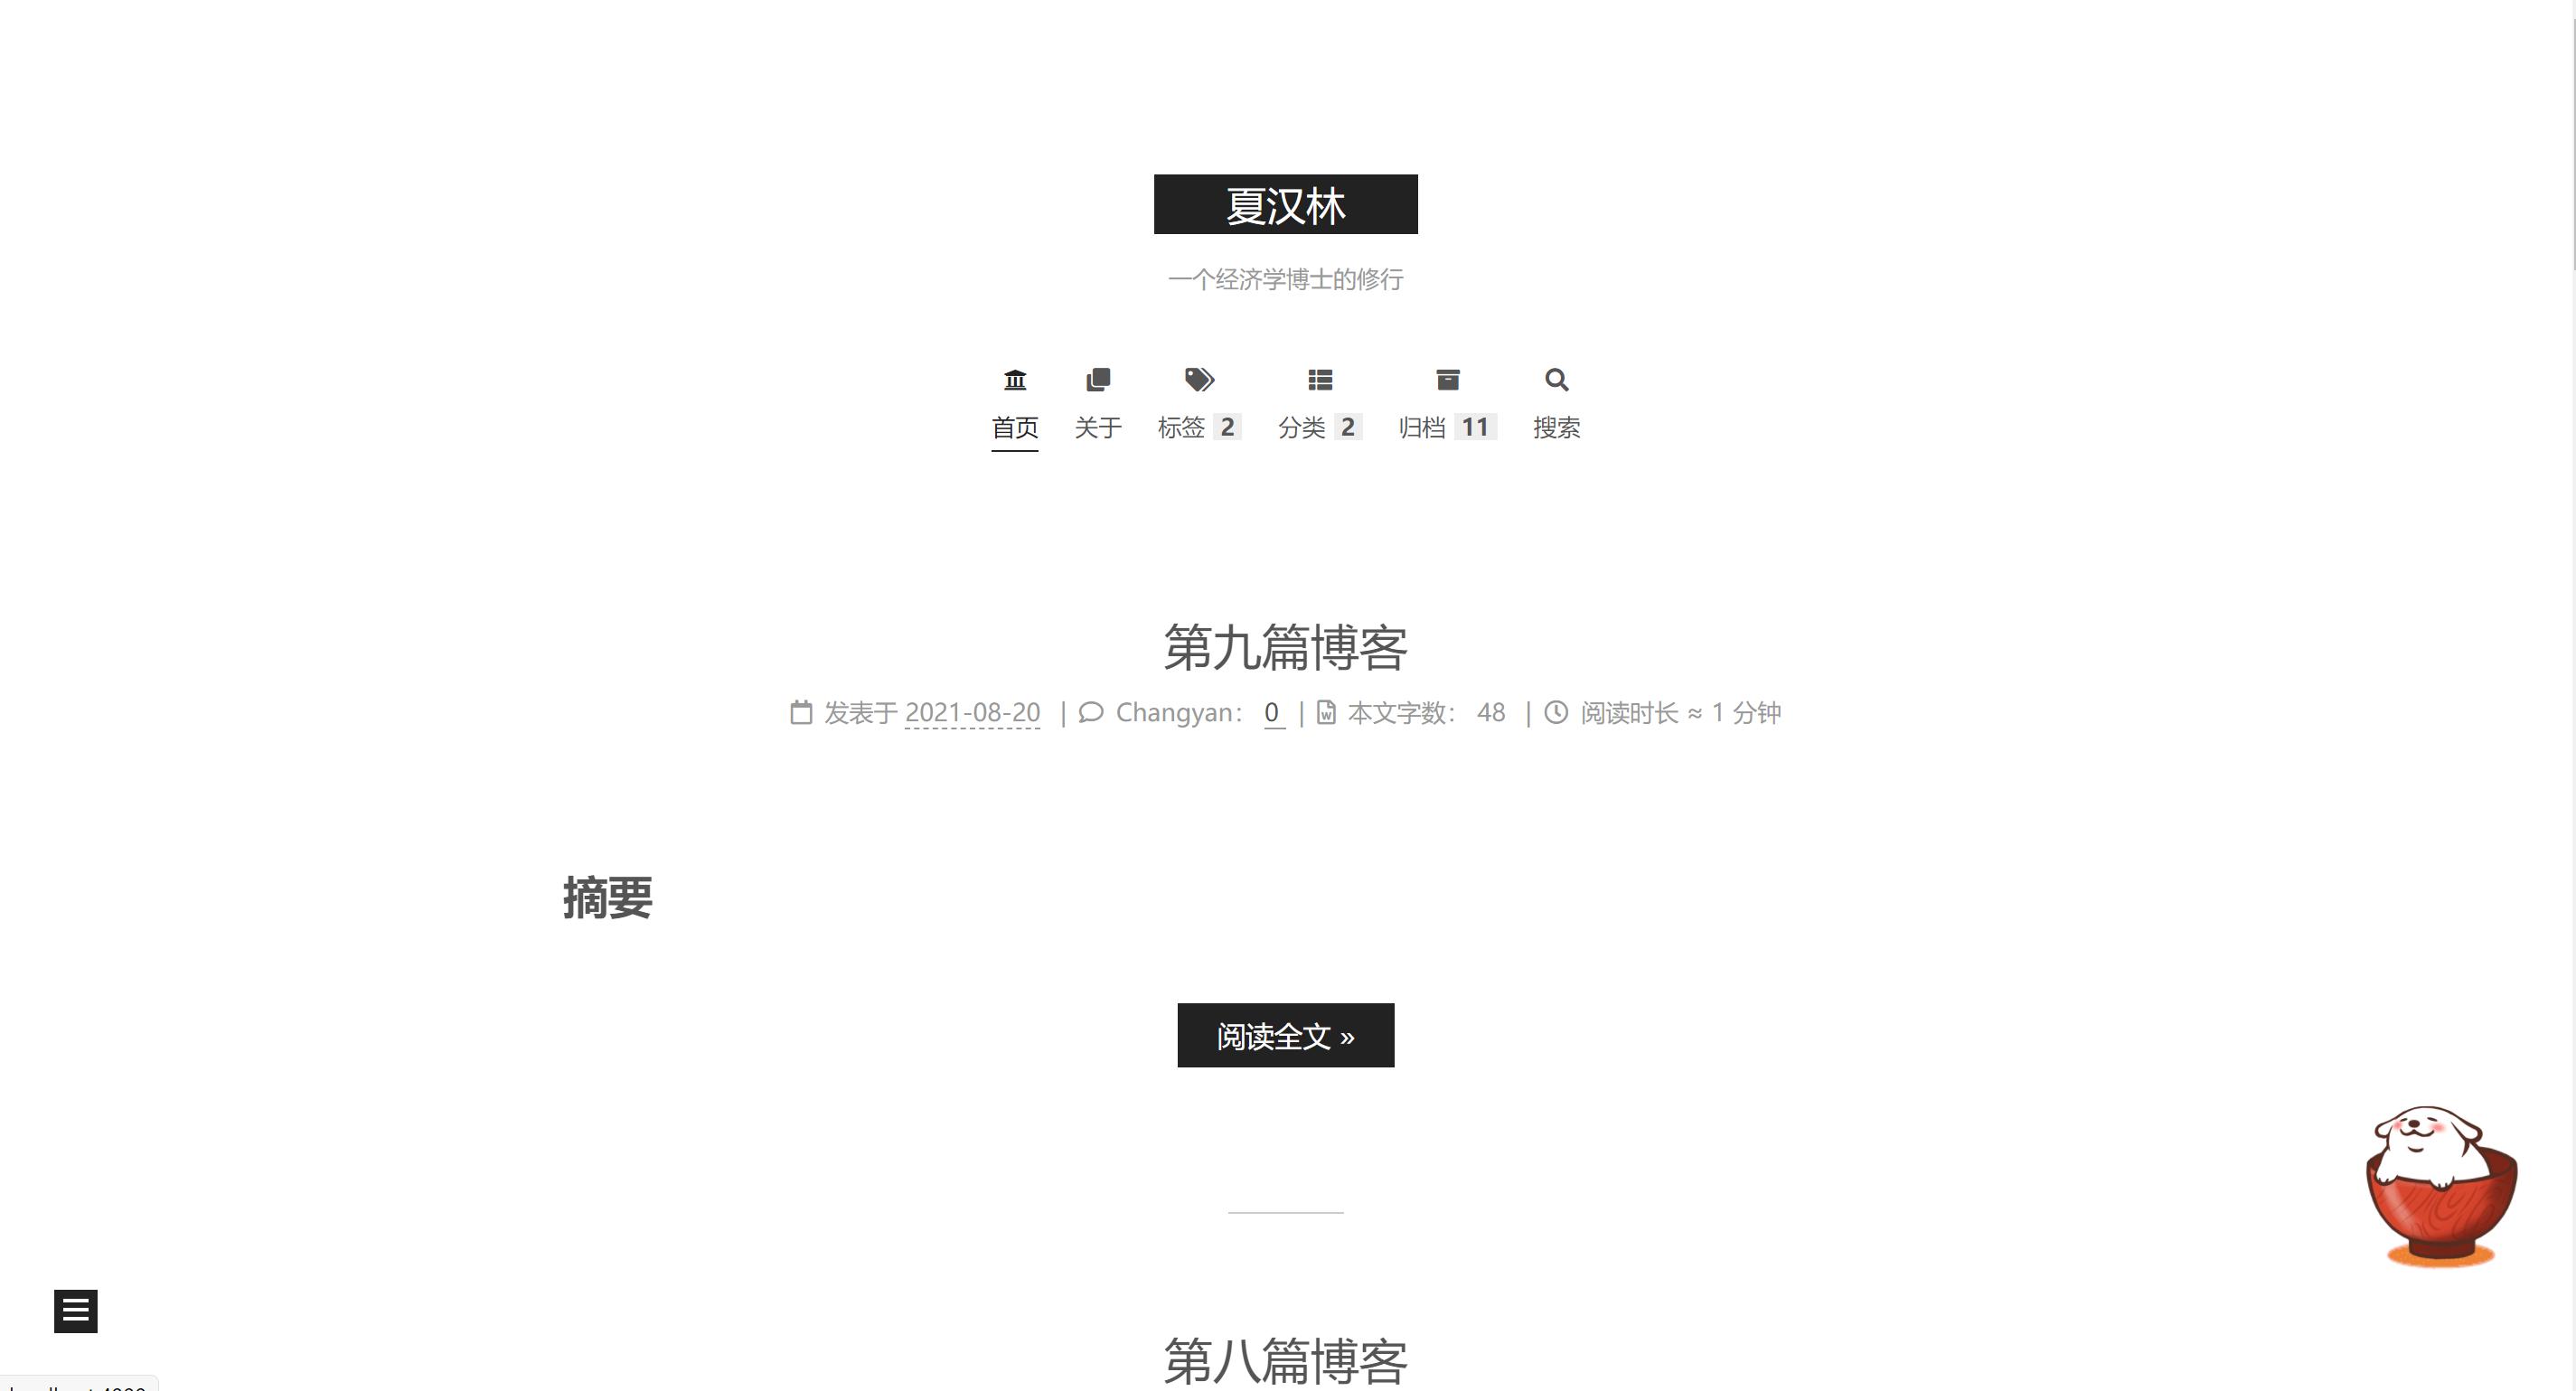 夏汉林
一个经济学博士的修行
首页 关于 标签 2 分类 2 归档 11 搜索
第九篇博客
发表于 2021-08-20 | Changyan： 0 | 本文字数： 48 | 阅读时长 ≈ 1 分钟
摘要
阅读全文 »
第八篇博客